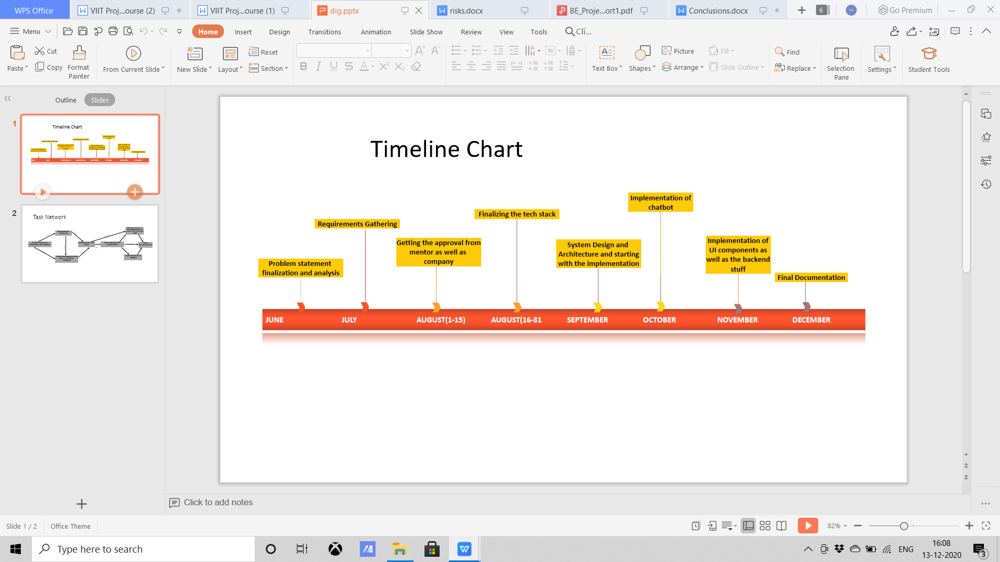 WPS Office
VIIT Proj...ourse (2)
VIIT Proj...ourse (1)
dig.pptx
risks.docx
BE_Proje...ort1.pdf
Conclusions.docx
6
m
Go Premium
Menu
Home
Insert
Design
Transitions
Animation
Slide Show
Review
View
Tools
Cli...
Paste
Cut
Copy
Format
Painter
From Current Slide
New Slide
Layout
Reset
Section
Text Box
Shapes
Picture
Arrange
Fill
Slide Outline
Find
Replace
Selection
Pane
Settings
Student Tools
Outline
Slides
1
Timeline Chart
2
Task Network
Timeline Chart
Implementation of
chatbot
Finalizing the tech stack
Requirements Gathering
Getting the approval from
mentor as well as
company
System Design and
Architecture and starting
with the implementation
Implementation of
UI components as
well as the backend
stuff
Problem statement
finalization and analysis
Final Documentation
JUNE
JULY
AUGUST(1-15)
AUGUST(16-31
SEPTEMBER
OCTOBER
NOVEMBER
DECEMBER
Click to add notes
Slide 1 / 2
Office Theme
82%
Type here to search
ENG
16:08
13-12-2020
3